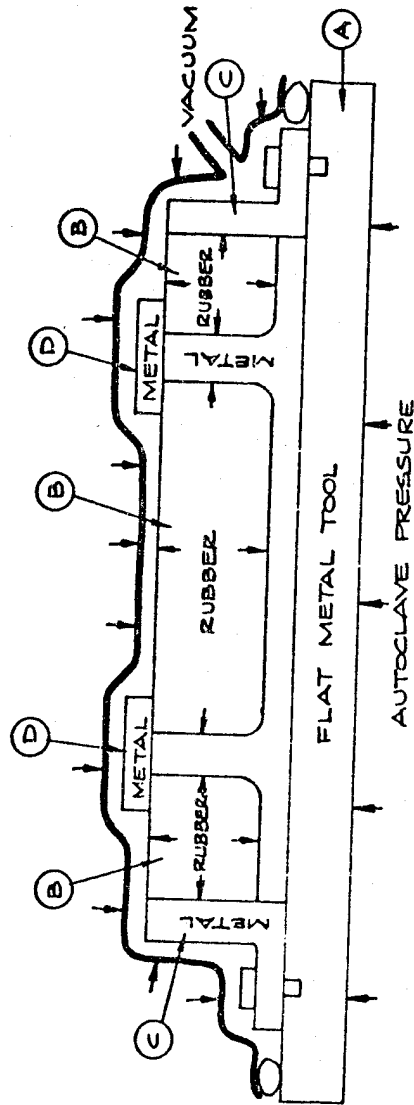 B
D
B
D
B
VACUUM
C
A
METAL
METAL
RUBBER
RUBBER
RUBBER
METAL
METAL
C
FLAT METAL TOOL
AUTOCLAVE PRESSURE